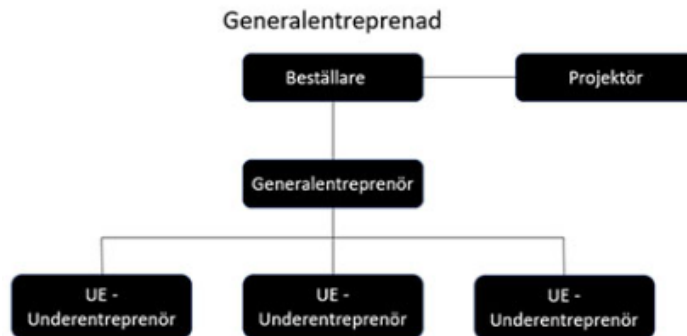 Generalentreprenad
Beställare
Projektör
Generalentreprenör
UE -
Underentreprenör
UE -
Underentreprenör
UE -
Underentreprenör